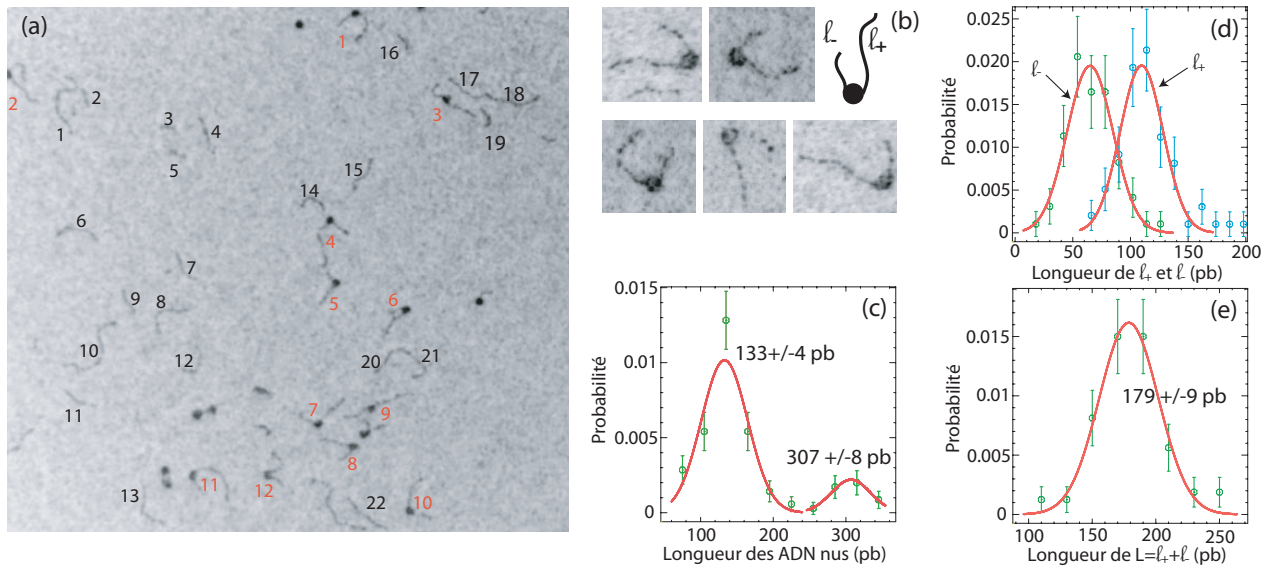 (a)
1
16
2
2
1
17
18
3
19
3
4
5
15
14
4
6
7
5
6
9
8
10
12
20
21
11
7
9
8
13
11
12
22
10
(b)
ℓ-
ℓ+
(c)
0.015
0.010
0.005
0
Probabilité
133+/-4 pb
307 +/-8 pb
100 200 300
Longueur des ADN nus (pb)
(d)
0.025
0.020
0.015
0.010
0.005
0
Probabilité
ℓ-
ℓ+
0 50 100 150 200
Longueur de ℓ+ et ℓ- (pb)
(e)
0.015
0.010
0.005
0.000
Probabilité
179 +/-9 pb
100 150 200 250
Longueur de L=ℓ++ℓ- (pb)